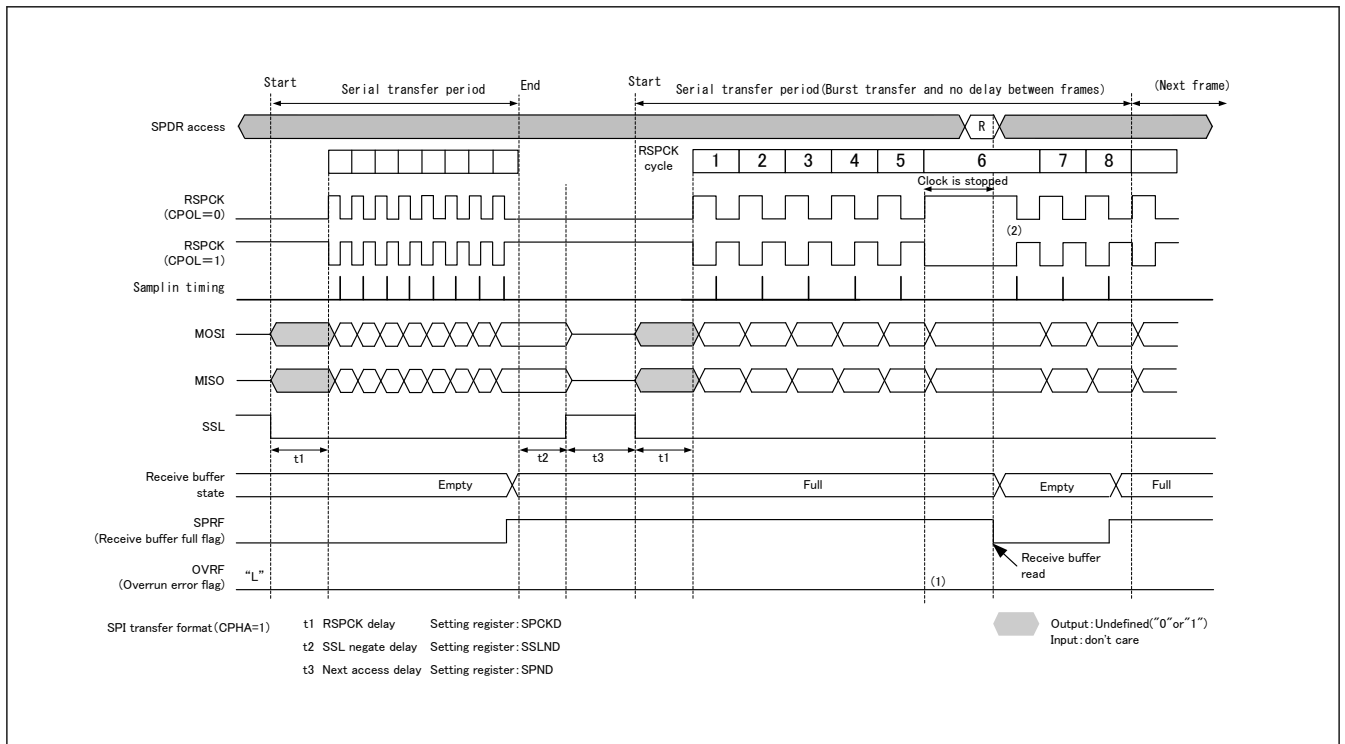 Start
Serial transfer period
End
Start
Serial transfer period(Burst transfer and no delay between frames)
(Next frame)
SPDR access
R
RSPCK
cycle
1 2 3 4 5 6 7 8
Clock is stopped
RSPCK
(CPOL=0)
(2)
RSPCK
(CPOL=1)
Samplin timing
MOSI
MISO
SSL
t1
t2
t3
t1
Receive buffer
state
Empty
Full
Empty
Full
SPRF
(Receive buffer full flag)
Receive buffer
read
OVRF
(Overrun error flag)
"L"
(1)
SPI transfer format(CPHA=1)
t1 RSPCK delay Setting register:SPCKD
t2 SSL negate delay Setting register:SSLND
t3 Next access delay Setting register:SPND
Output:Undefined("0"or"1")
Input:don't care